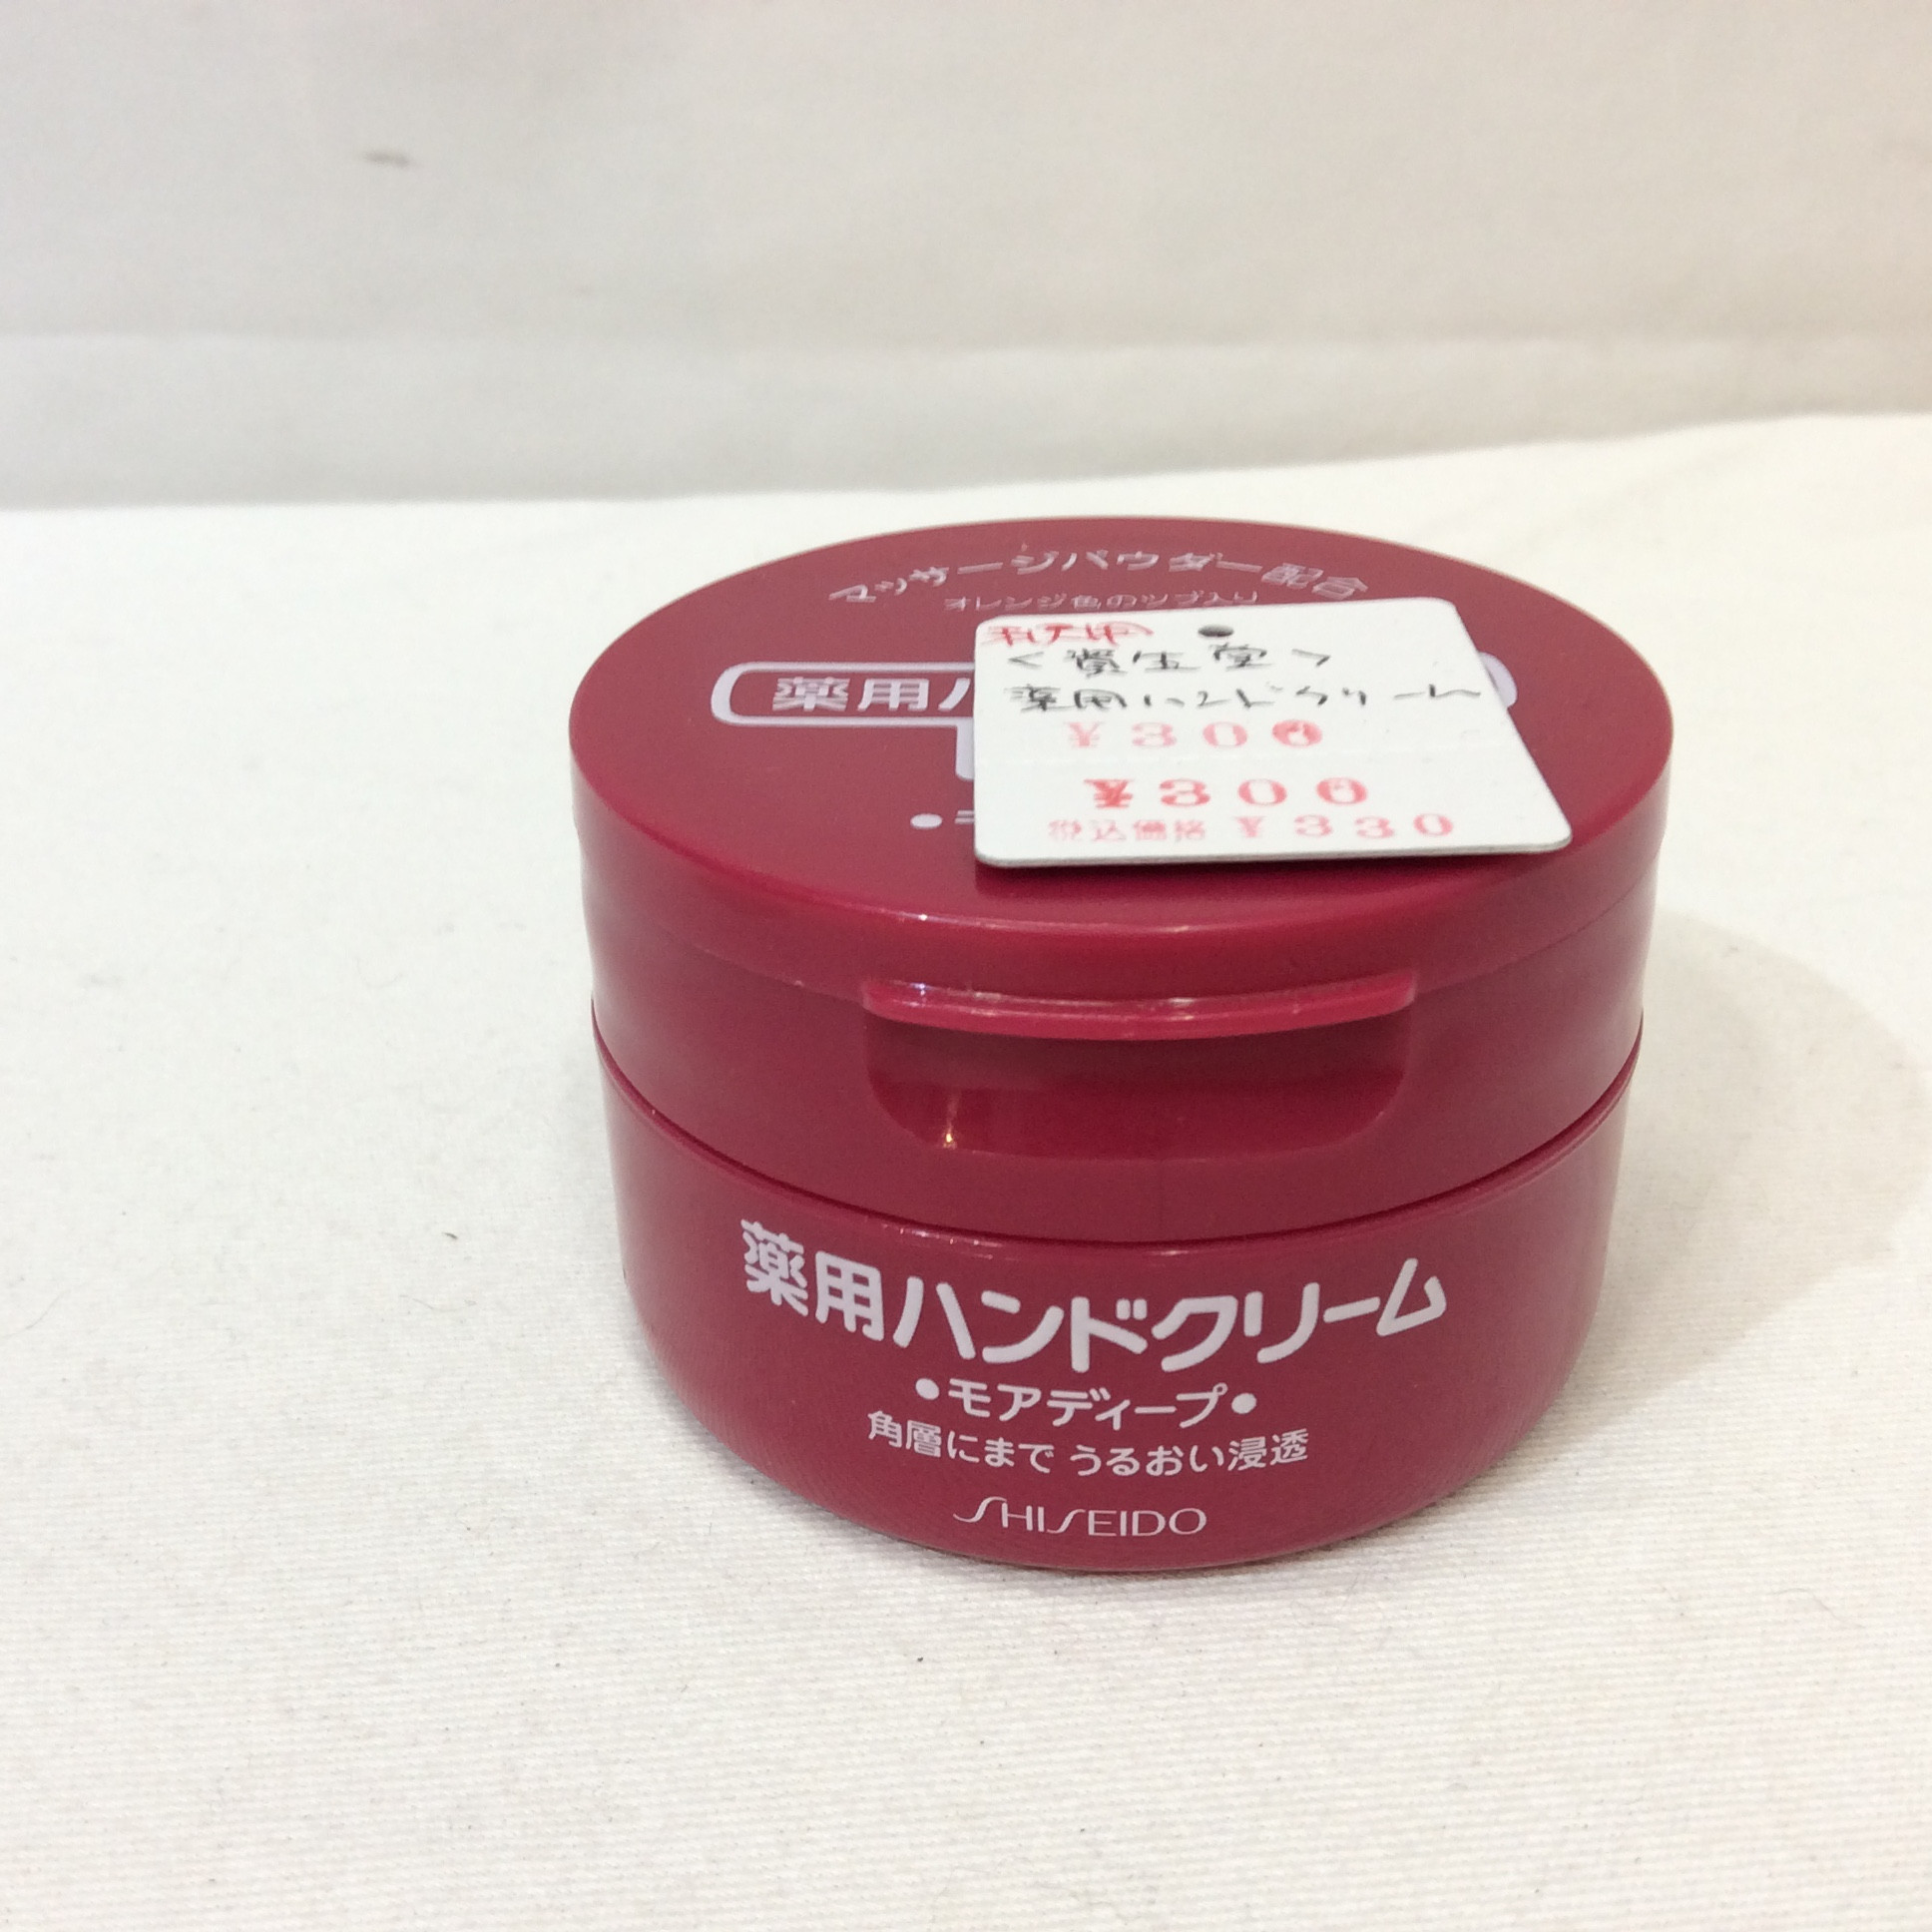 マッサージパウダー配合
オレンジ色のツブ入り
薬用ハ
未使用
<資生堂>
薬用ハンドクリーム
¥300
¥300
税込価格 ¥330
薬用ハンドクリーム
•モアディープ•
角層にまで うるおい浸透
SHISEIDO